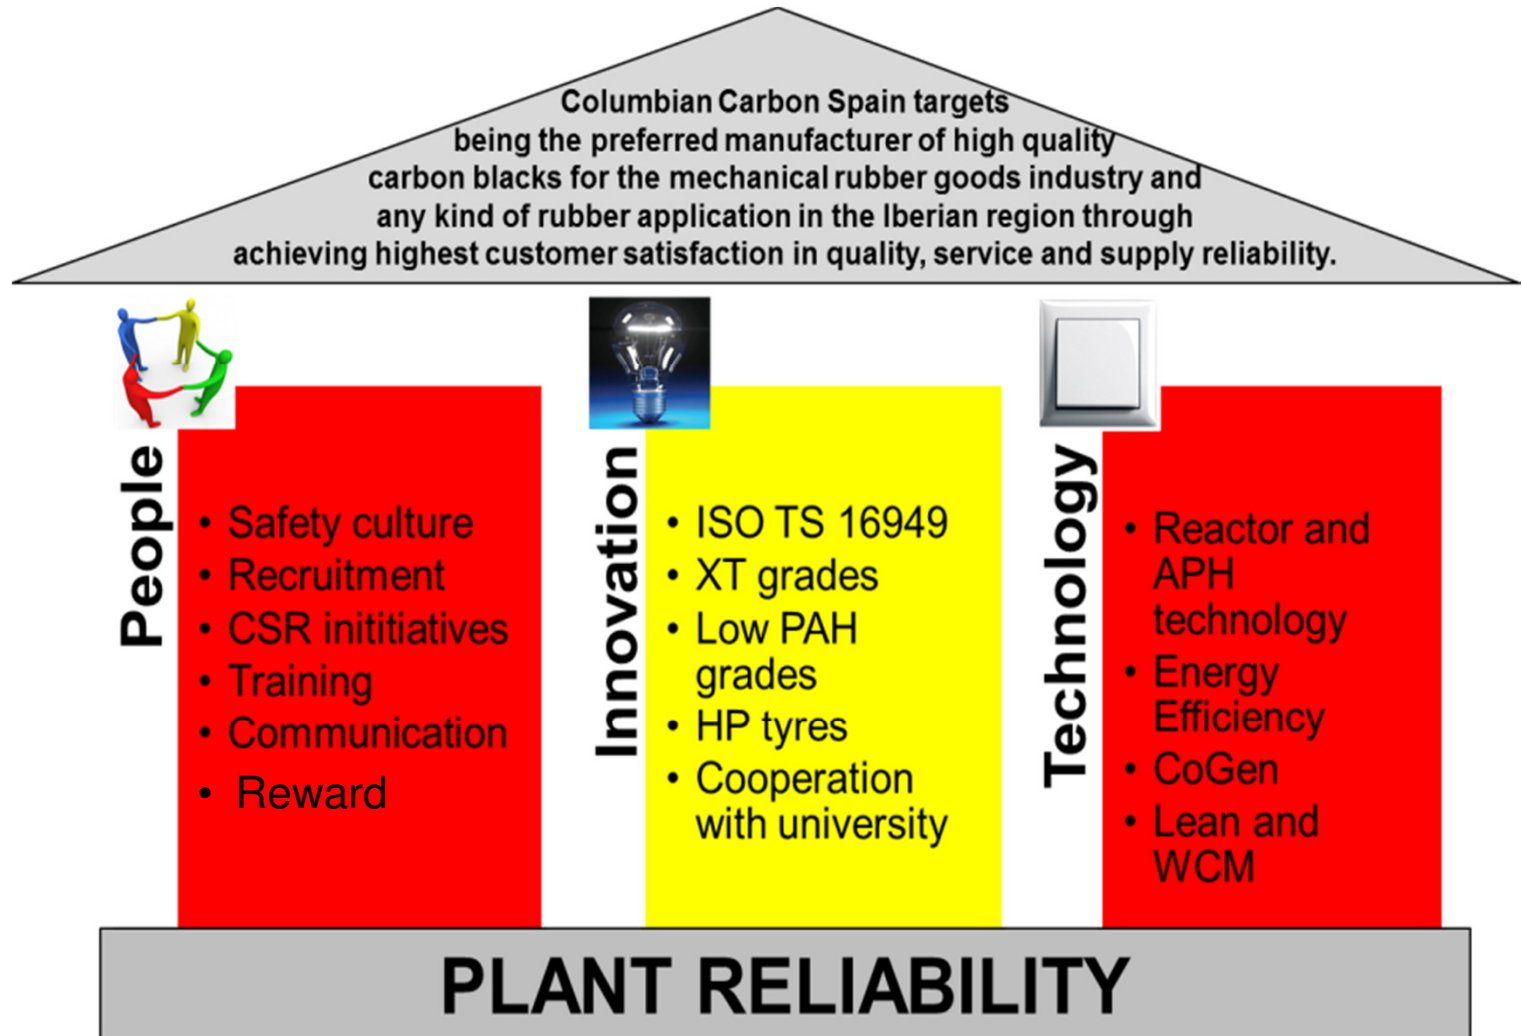 Columbian Carbon Spain targets
being the preferred manufacturer of high quality
carbon blacks for the mechanical rubber goods industry and
any kind of rubber application in the Iberian region through
achieving highest customer satisfaction in quality, service and supply reliability.
People
• Safety culture
• Recruitment
• CSR inititiatives
• Training
• Communication
• Reward
Innovation
• ISO TS 16949
• XT grades
• Low PAH
grades
• HP tyres
• Cooperation
with university
Technology
• Reactor and
APH
technology
• Energy
Efficiency
• CoGen
• Lean and
WCM
PLANT RELIABILITY